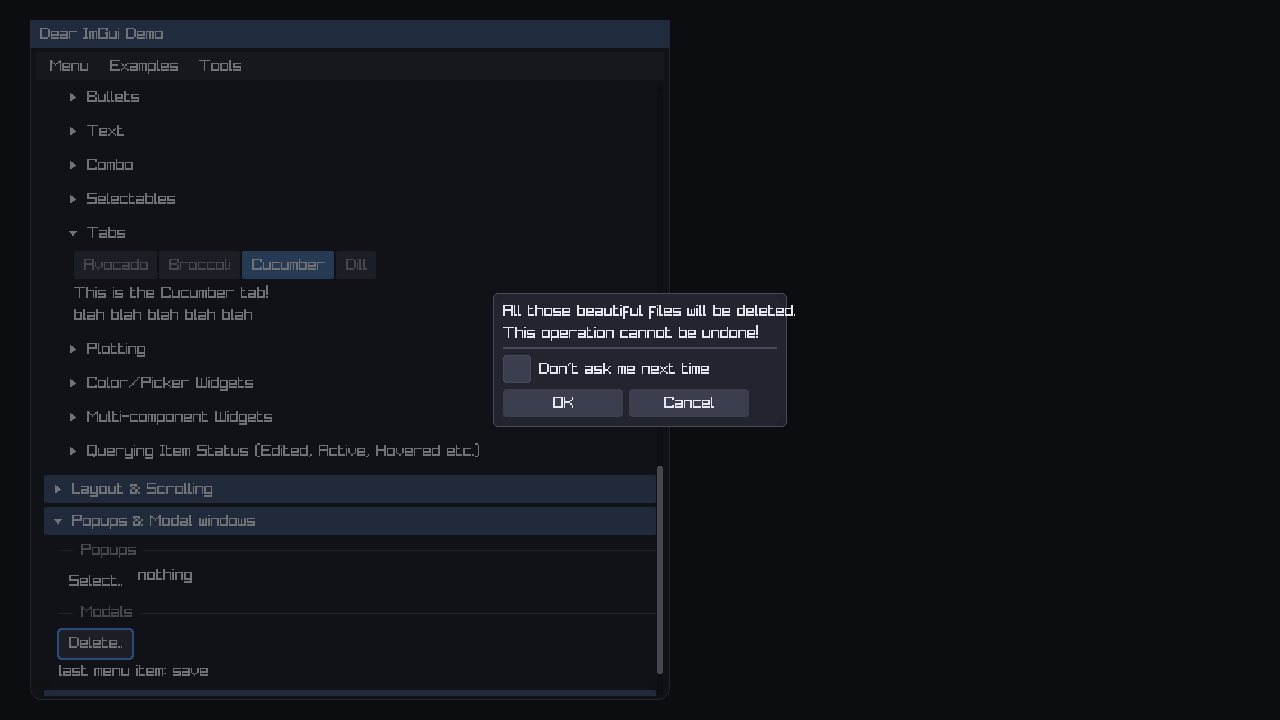 Dear ImGui Demo
Menu Examples Tools
Bullets
Text
Combo
Selectables
Tabs
Avocado Broccoli Cucumber Dill
This is the Cucumber tab!
blah blah blah blah blah
Plotting
Color/Picker Widgets
Multi-component Widgets
Querying Item Status (Edited, Active, Hovered etc.)
Layout & Scrolling
Popups & Modal windows
Popups
Select.. nothing
Modals
Delete..
last menu item: save
All those beautiful files will be deleted.
This operation cannot be undone!
Don't ask me next time
OK Cancel